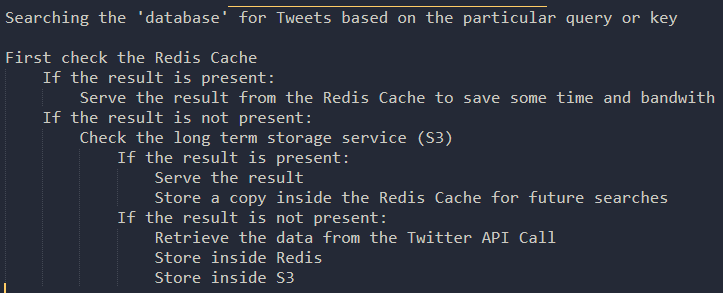 Searching the 'database' for Tweets based on the particular query or key
First check the Redis Cache
If the result is present:
Serve the result from the Redis Cache to save some time and bandwith
If the result is not present:
Check the long term storage service (S3)
If the result is present:
Serve the result
Store a copy inside the Redis Cache for future searches
If the result is not present:
Retrieve the data from the Twitter API Call
Store inside Redis
Store inside S3